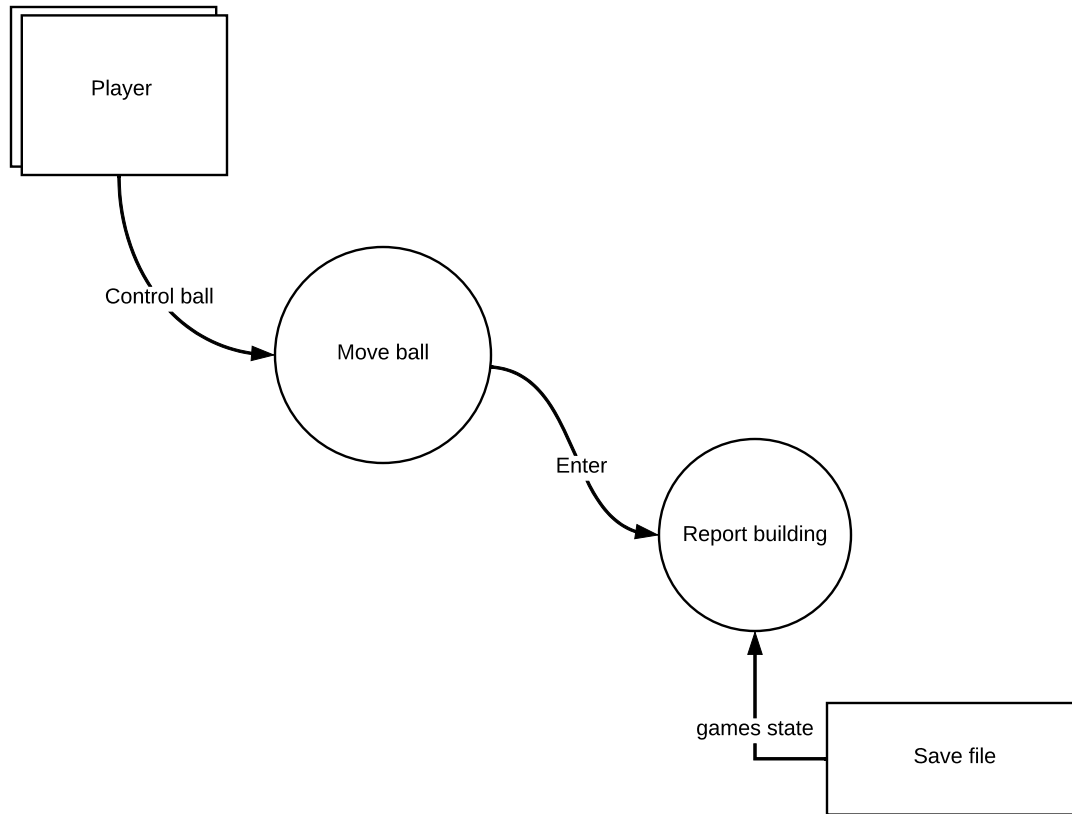 Player
Control ball
Move ball
Enter
Report building
games state
Save file